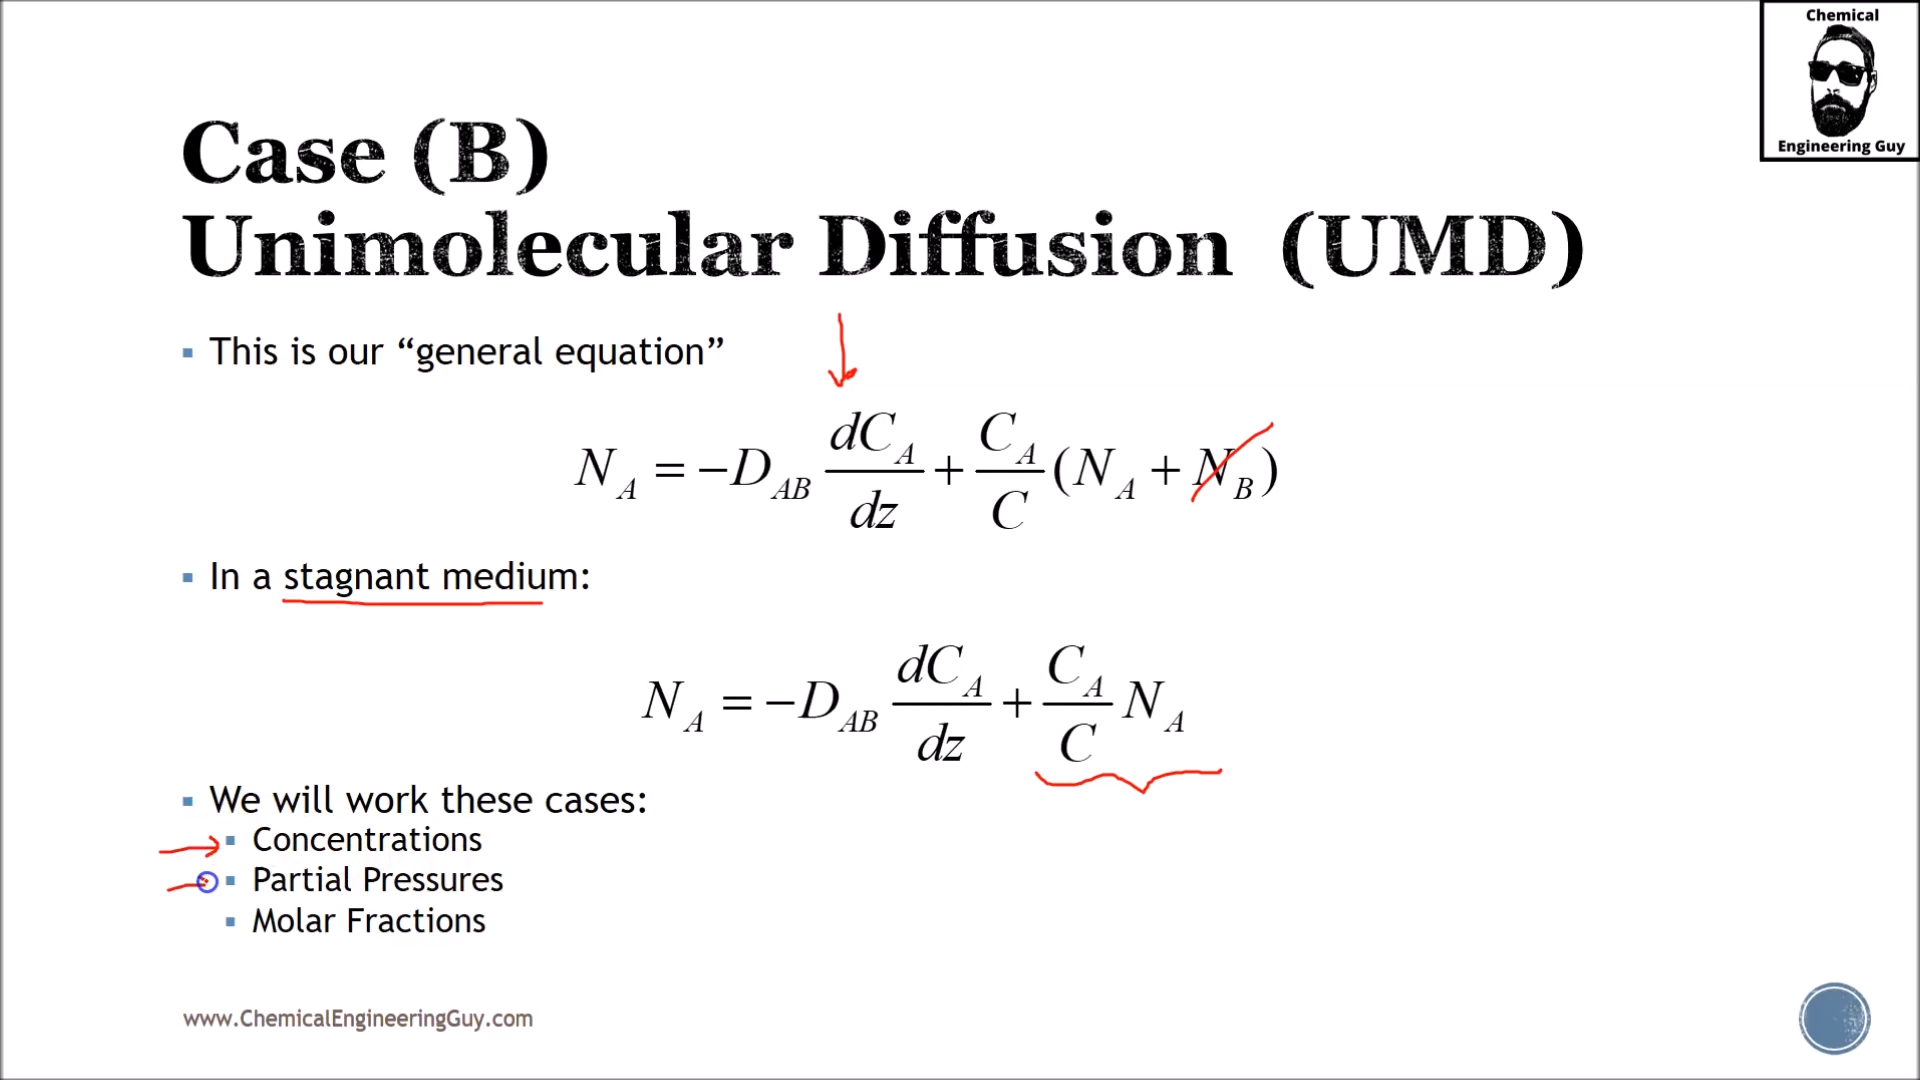 Chemical
Engineering Guy
Case (B)
Unimolecular Diffusion (UMD)
▪ This is our “general equation”
N_A = −D_AB dC_A/dz + C_A/C (N_A + N_B)
▪ In a stagnant medium:
N_A = −D_AB dC_A/dz + C_A/C N_A
▪ We will work these cases:
▪ Concentrations
▪ Partial Pressures
▪ Molar Fractions
www.ChemicalEngineeringGuy.com